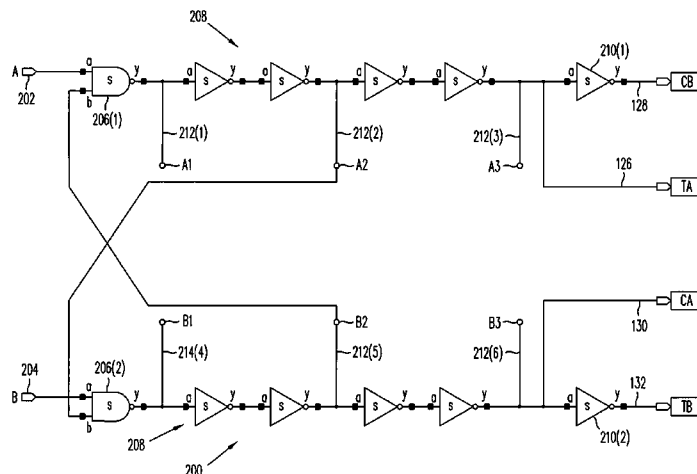 208
210(1)
A
a
S
y
a
S
y
a
S
y
a
S
y
a
S
y
a
S
y
CB
202
b
128
206(1)
212(1)
212(2)
212(3)
126
A1
A2
A3
TA
B1
B2
B3
CA
206(2)
214(4)
212(5)
212(6)
130
204
B
a
S
y
a
S
y
a
S
y
a
S
y
a
S
y
a
S
y
132
TB
b
208
200
210(2)